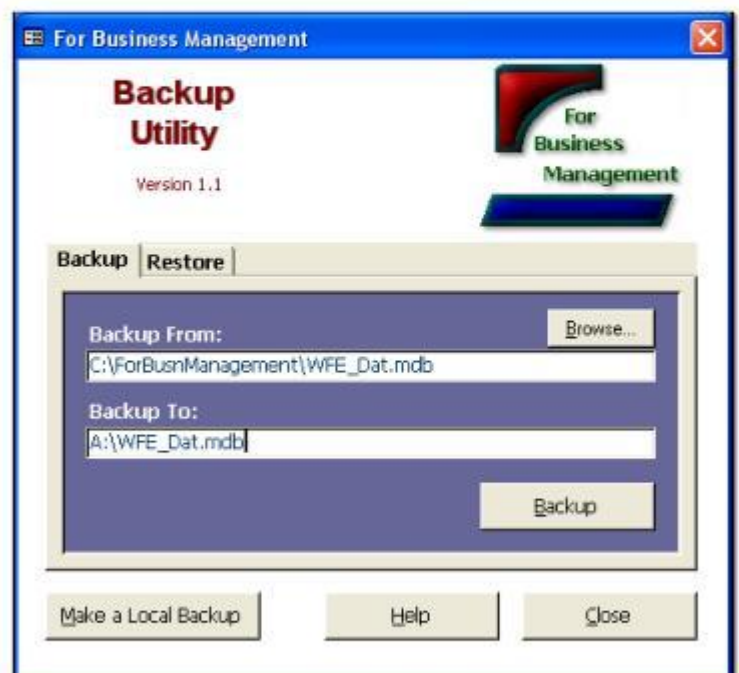 For Business Management
Backup
Utility
Version 1.1
For
Business
Management
Backup
Restore
Backup From:
Browse...
C:\ForBusnManagement\WFE_Dat.mdb
Backup To:
A:\WFE_Dat.mdb
Backup
Make a Local Backup
Help
Close